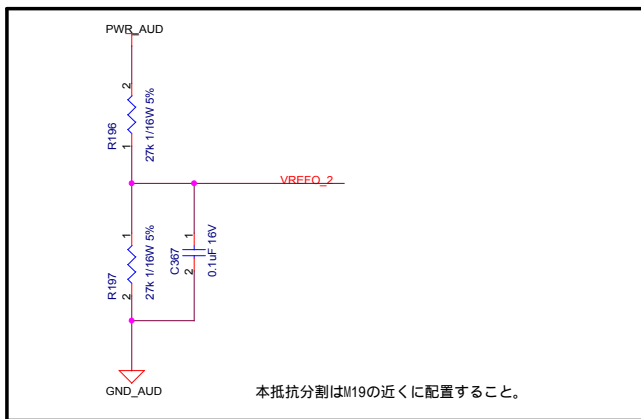 PWR_AUD
2
R196
27k 1/16W 5%
1
VREFO_2
1
R197
27k 1/16W 5%
2
1
C367
0.1uF 16V
2
GND_AUD
本抵抗分割はM19の近くに配置すること。